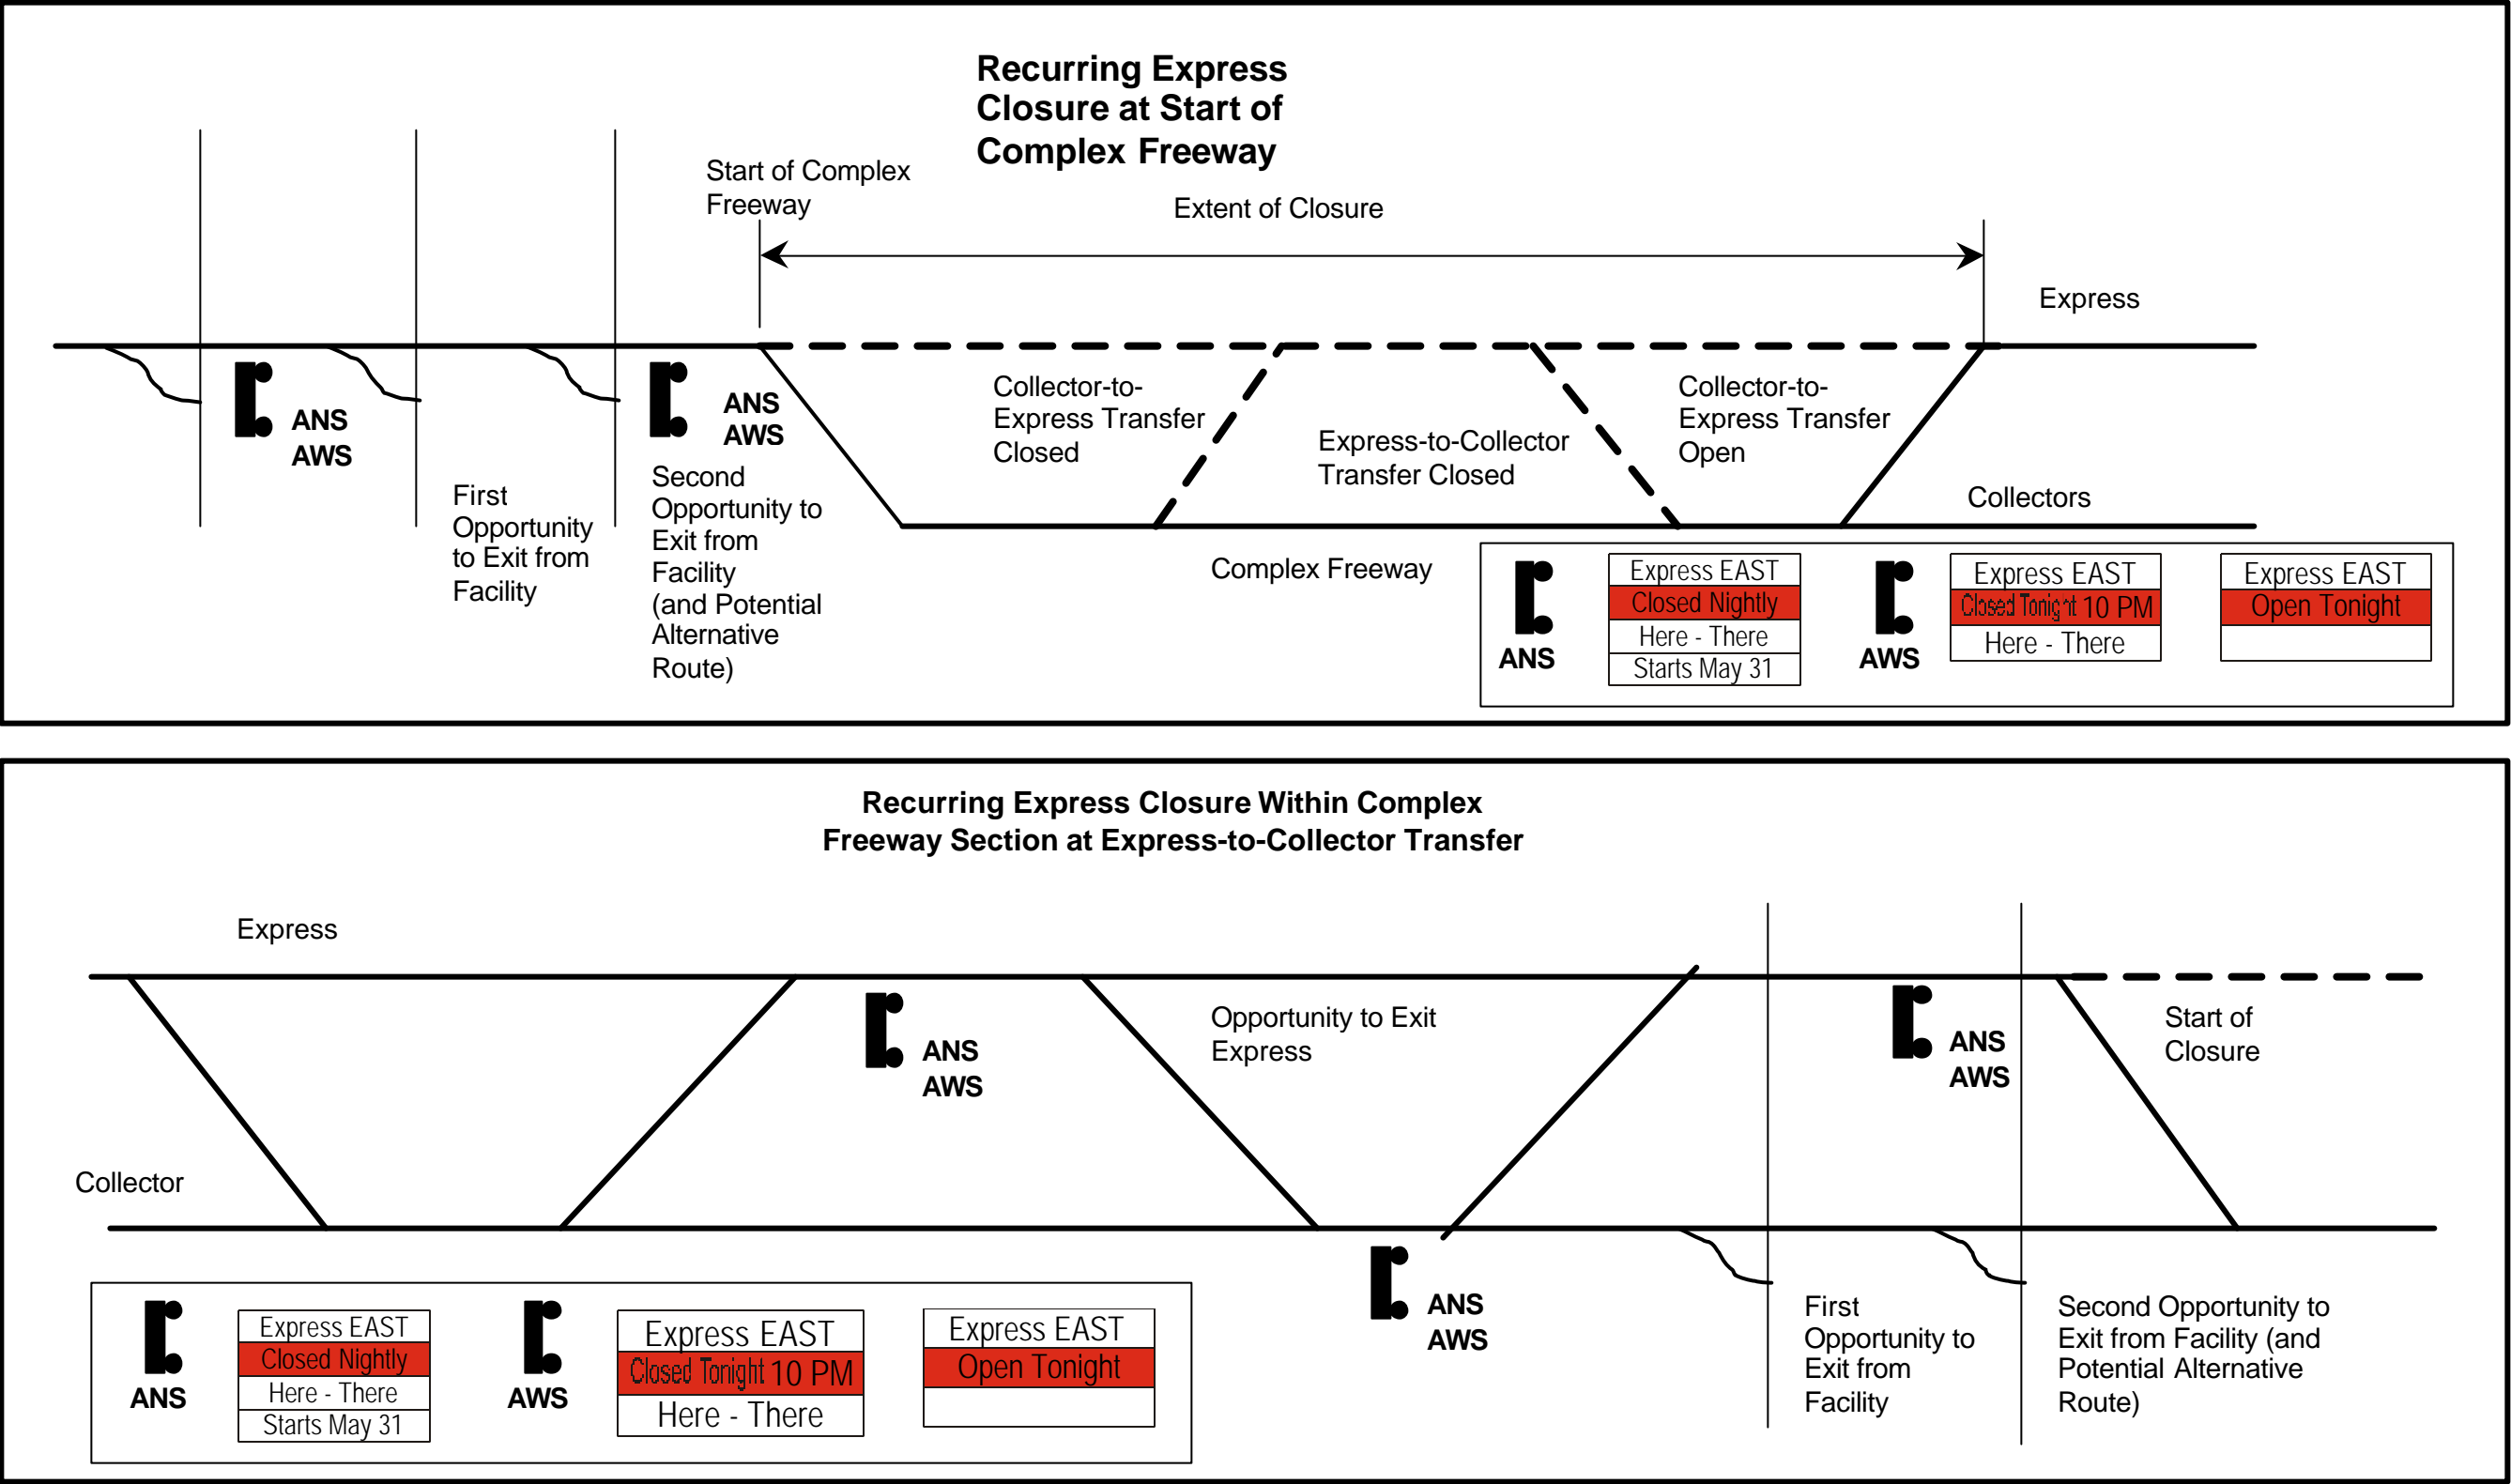 Recurring Express
Closure at Start of
Complex Freeway
Start of Complex
Freeway
Extent of Closure
Express
ANS
AWS
First
Opportunity
to Exit from
Facility
ANS
AWS
Second
Opportunity to
Exit from
Facility
(and Potential
Alternative
Route)
Collector-to-
Express Transfer
Closed
Express-to-Collector
Transfer Closed
Collector-to-
Express Transfer
Open
Collectors
Complex Freeway
ANS
Express EAST
Closed Nightly
Here - There
Starts May 31
AWS
Express EAST
Closed Tonight 10 PM
Here - There
Express EAST
Open Tonight
Recurring Express Closure Within Complex
Freeway Section at Express-to-Collector Transfer
Express
ANS
AWS
Opportunity to Exit
Express
ANS
AWS
Start of
Closure
Collector
ANS
AWS
First
Opportunity to
Exit from
Facility
Second Opportunity to
Exit from Facility (and
Potential Alternative
Route)
ANS
Express EAST
Closed Nightly
Here - There
Starts May 31
AWS
Express EAST
Closed Tonight 10 PM
Here - There
Express EAST
Open Tonight